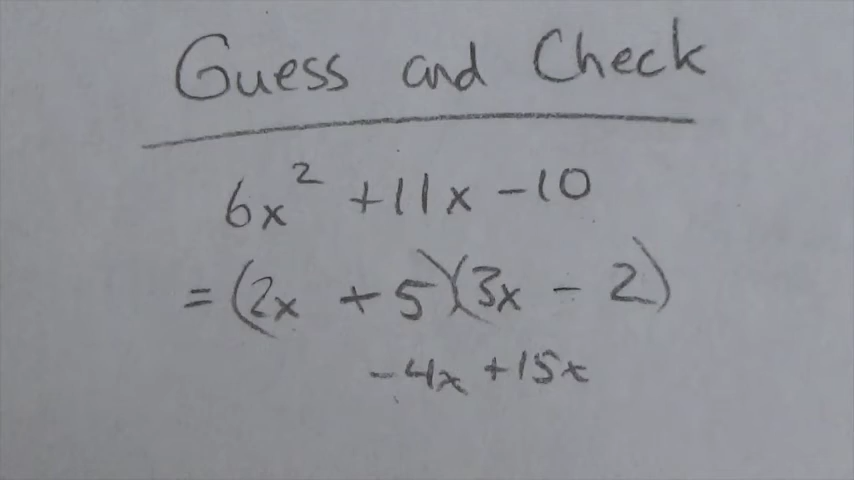 Guess and Check
6x² +11x -10
= (2x + 5)(3x - 2)
-4x +15x